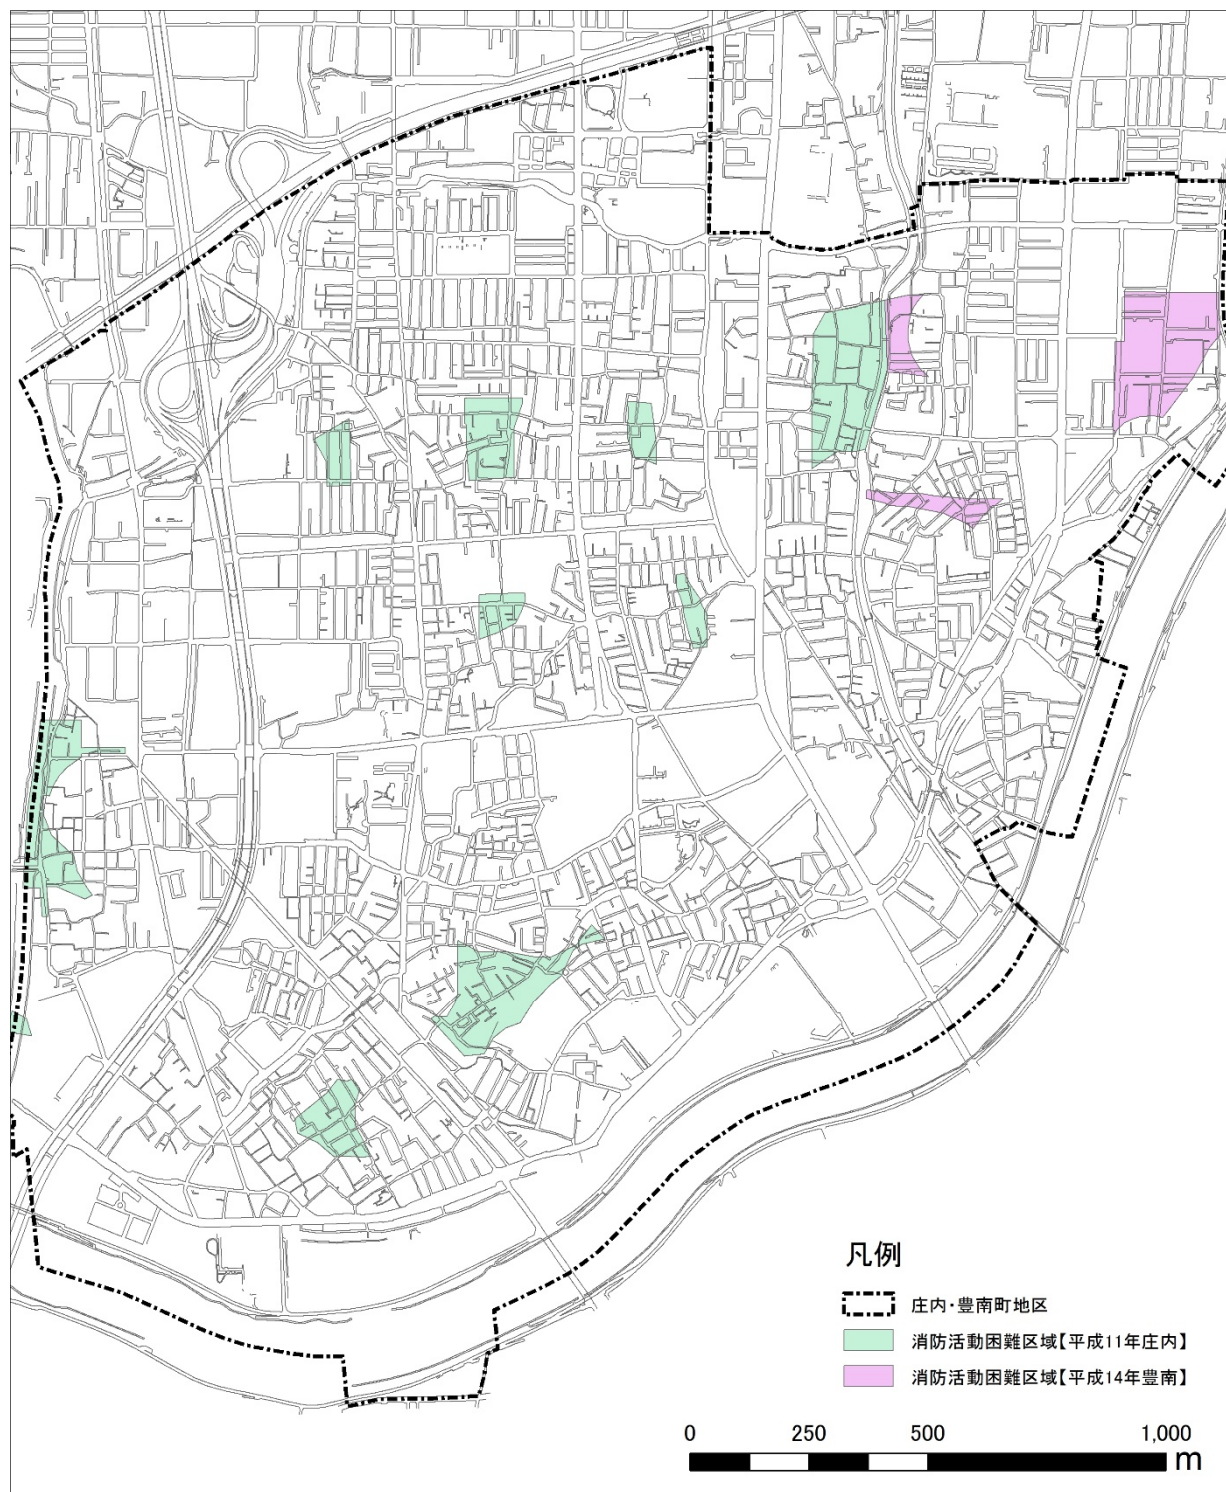 凡例
庄内・豊南町地区
消防活動困難区域【平成11年庄内】
消防活動困難区域【平成14年豊南】
0 250 500 1,000
m